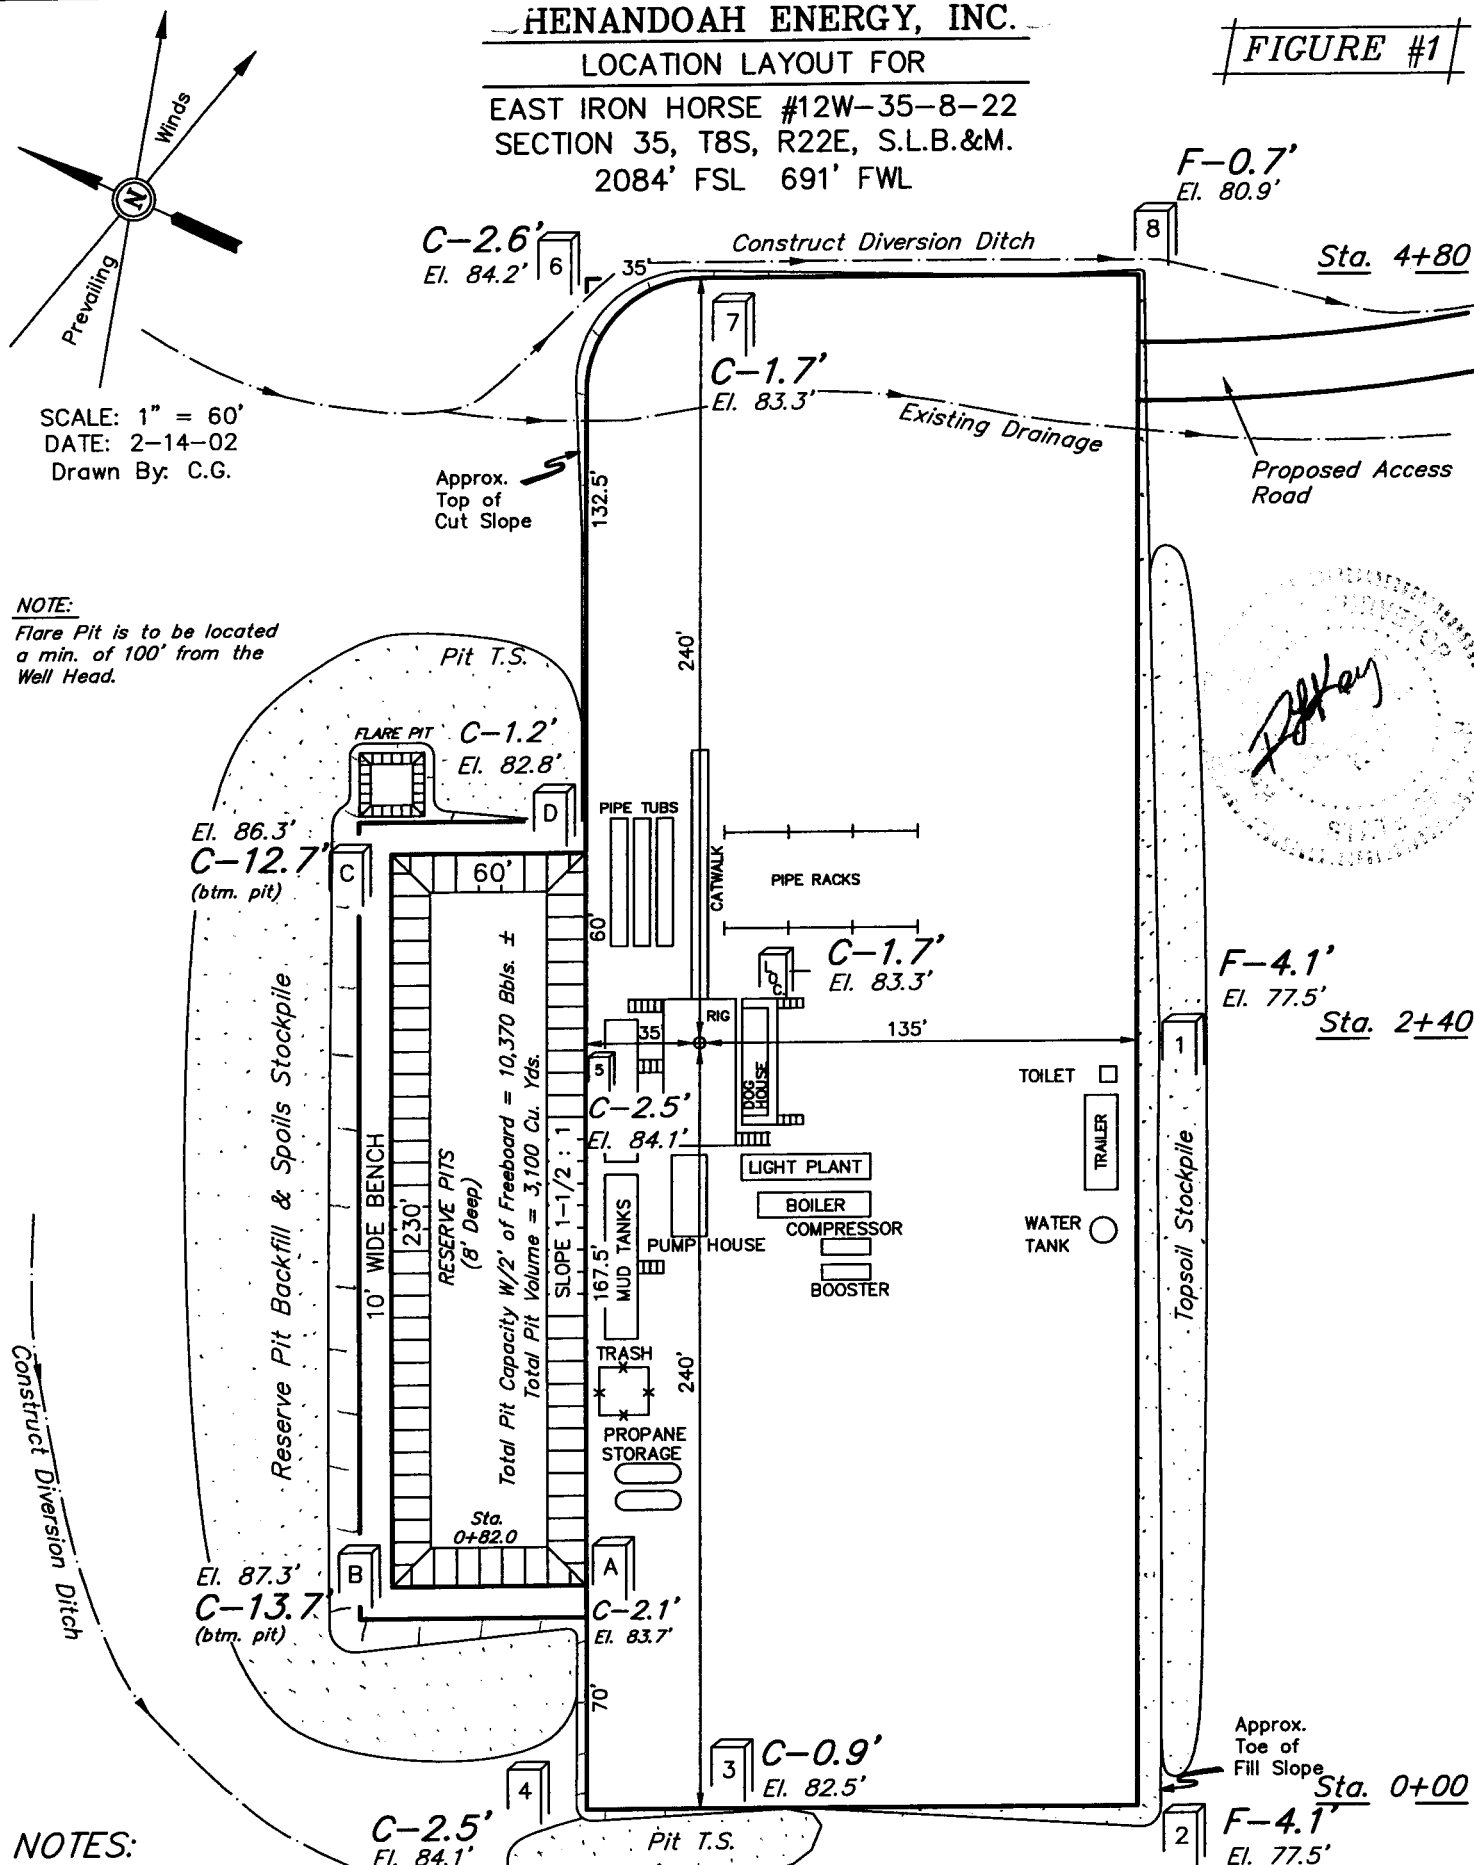 HENANDOAH ENERGY, INC.
LOCATION LAYOUT FOR
EAST IRON HORSE #12W-35-8-22
SECTION 35, T8S, R22E, S.L.B.&M.
2084' FSL 691' FWL
FIGURE #1
Winds
N
Prevailing
SCALE: 1" = 60'
DATE: 2-14-02
Drawn By: C.G.
F-0.7'
El. 80.9'
8
Sta. 4+80
C-2.6'
El. 84.2'
6
35'
Construct Diversion Ditch
7
C-1.7'
El. 83.3'
Existing Drainage
Proposed Access
Road
Approx.
Top of
Cut Slope
132.5'
NOTE:
Flare Pit is to be located
a min. of 100' from the
Well Head.
Pit T.S.
240'
FLARE PIT
C-1.2'
El. 82.8'
D
El. 86.3'
C-12.7'
(btm. pit)
C
60'
PIPE TUBS
CATWALK
PIPE RACKS
60'
LOC.
C-1.7'
El. 83.3'
F-4.1'
El. 77.5'
Sta. 2+40
1
RIG
35'
135'
5
C-2.5'
El. 84.1'
DOG
HOUSE
TOILET
TRAILER
LIGHT PLANT
BOILER
COMPRESSOR
BOOSTER
PUMP HOUSE
WATER
TANK
MUD TANKS
167.5'
Topsoil Stockpile
Reserve Pit Backfill & Spoils Stockpile
10' WIDE BENCH
230'
RESERVE PITS
(8' Deep)
Total Pit Capacity W/2' of Freeboard = 10,370 Bbls. ±
Total Pit Volume = 3,100 Cu. Yds.
SLOPE 1-1/2 : 1
TRASH
240'
PROPANE
STORAGE
Construct Diversion Ditch
Sta.
0+82.0
El. 87.3'
C-13.7'
(btm. pit)
B
A
C-2.1'
El. 83.7'
70'
Approx.
Toe of
Fill Slope
Sta. 0+00
3
C-0.9'
El. 82.5'
4
C-2.5'
El. 84.1'
Pit T.S.
2
F-4.1'
El. 77.5'
NOTES: